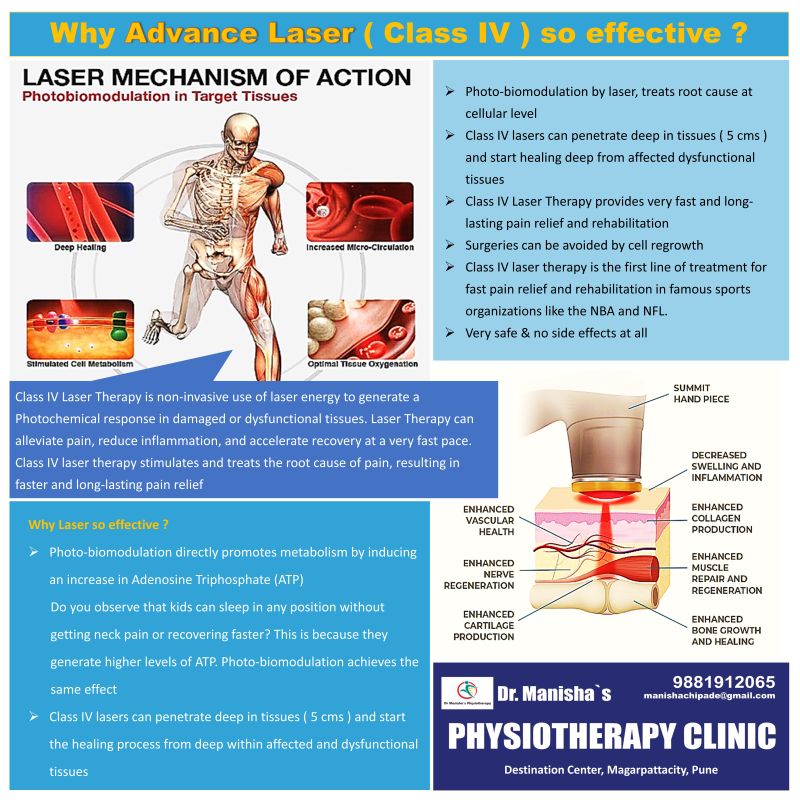 Why Advance Laser ( Class IV ) so effective ?
LASER MECHANISM OF ACTION
Photobiomodulation in Target Tissues
Deep Healing
Increased Micro-Circulation
Stimulated Cell Metabolism
Optimal Tissue Oxygenation
➢ Photo-biomodulation by laser, treats root cause at
cellular level
➢ Class IV lasers can penetrate deep in tissues ( 5 cms )
and start healing deep from affected dysfunctional
tissues
➢ Class IV Laser Therapy provides very fast and long-
lasting pain relief and rehabilitation
➢ Surgeries can be avoided by cell regrowth
➢ Class IV laser therapy is the first line of treatment for
fast pain relief and rehabilitation in famous sports
organizations like the NBA and NFL.
➢ Very safe & no side effects at all
Class IV Laser Therapy is non-invasive use of laser energy to generate a
Photochemical response in damaged or dysfunctional tissues. Laser Therapy can
alleviate pain, reduce inflammation, and accelerate recovery at a very fast pace.
Class IV laser therapy stimulates and treats the root cause of pain, resulting in
faster and long-lasting pain relief
SUMMIT
HAND PIECE
DECREASED
SWELLING AND
INFLAMMATION
ENHANCED
VASCULAR
HEALTH
ENHANCED
COLLAGEN
PRODUCTION
ENHANCED
NERVE
REGENERATION
ENHANCED
MUSCLE
REPAIR AND
REGENERATION
ENHANCED
CARTILAGE
PRODUCTION
ENHANCED
BONE GROWTH
AND HEALING
Why Laser so effective ?
➢ Photo-biomodulation directly promotes metabolism by inducing
an increase in Adenosine Triphosphate (ATP)
Do you observe that kids can sleep in any position without
getting neck pain or recovering faster? This is because they
generate higher levels of ATP. Photo-biomodulation achieves the
same effect
➢ Class IV lasers can penetrate deep in tissues ( 5 cms ) and start
the healing process from deep within affected and dysfunctional
tissues
Dr Manisha's Physiotherapy
Dr. Manisha`s
9881912065
manishachipade@gmail.com
PHYSIOTHERAPY CLINIC
Destination Center, Magarpattacity, Pune